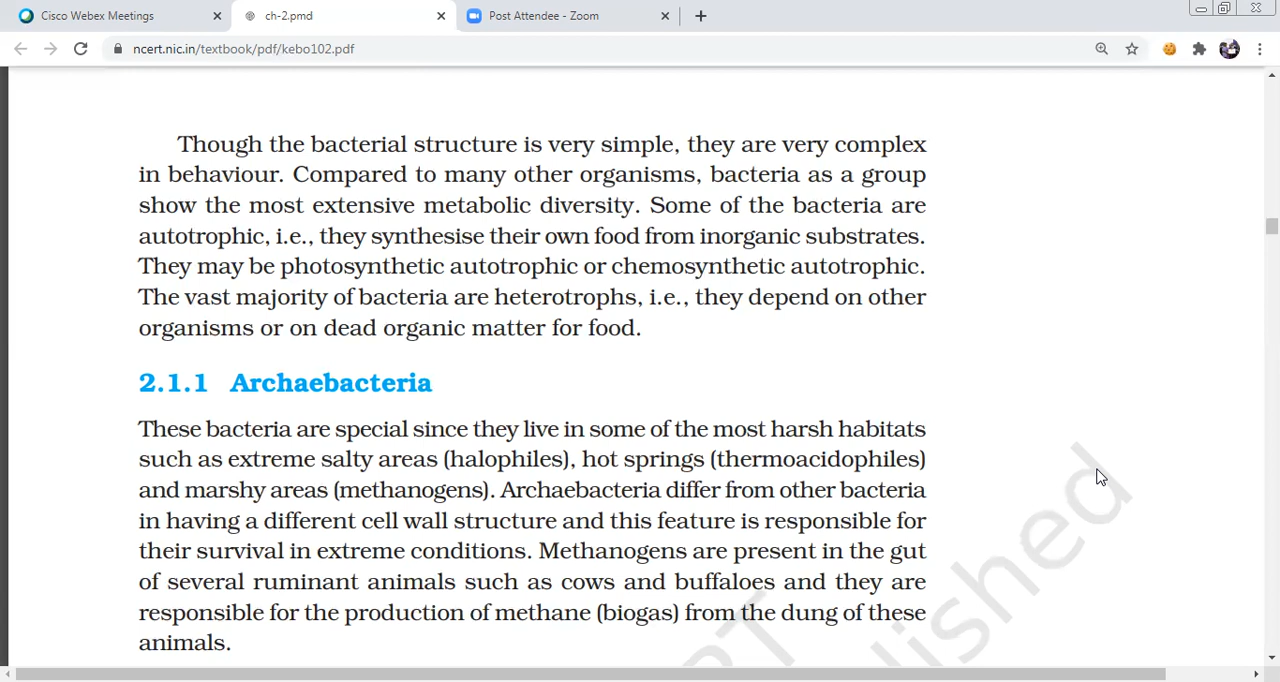 Cisco Webex Meetings
ch-2.pmd
Post Attendee - Zoom
ncert.nic.in/textbook/pdf/kebo102.pdf
Though the bacterial structure is very simple, they are very complex
in behaviour. Compared to many other organisms, bacteria as a group
show the most extensive metabolic diversity. Some of the bacteria are
autotrophic, i.e., they synthesise their own food from inorganic substrates.
They may be photosynthetic autotrophic or chemosynthetic autotrophic.
The vast majority of bacteria are heterotrophs, i.e., they depend on other
organisms or on dead organic matter for food.
2.1.1 Archaebacteria
These bacteria are special since they live in some of the most harsh habitats
such as extreme salty areas (halophiles), hot springs (thermoacidophiles)
and marshy areas (methanogens). Archaebacteria differ from other bacteria
in having a different cell wall structure and this feature is responsible for
their survival in extreme conditions. Methanogens are present in the gut
of several ruminant animals such as cows and buffaloes and they are
responsible for the production of methane (biogas) from the dung of these
animals.